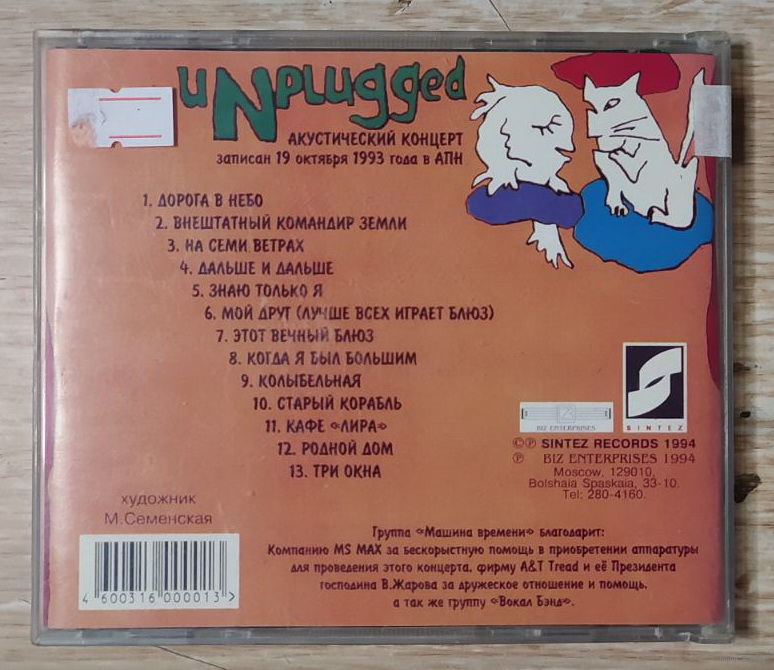 uNplugged
АКУСТИЧЕСКИЙ КОНЦЕРТ
записан 19 октября 1993 года в АПН
1. ДОРОГА В НЕБО
2. ВНЕШТАТНЫЙ КОМАНДИР ЗЕМЛИ
3. НА СЕМИ ВЕТРАХ
4. ДАЛЬШЕ И ДАЛЬШЕ
5. ЗНАЮ ТОЛЬКО Я
6. МОЙ ДРУГ (ЛУЧШЕ ВСЕХ ИГРАЕТ БЛЮЗ)
7. ЭТОТ ВЕЧНЫЙ БЛЮЗ
8. КОГДА Я БЫЛ БОЛЬШИМ
9. КОЛЫБЕЛЬНАЯ
10. СТАРЫЙ КОРАБЛЬ
11. КАФЕ «ЛИРА»
12. РОДНОЙ ДОМ
13. ТРИ ОКНА
BIZ ENTERPRISES
SINTEZ
©℗ SINTEZ RECORDS 1994
℗ BIZ ENTERPRISES 1994
Moscow, 129010,
Bolshaia Spaskaia, 33-10.
Tel: 280-4160.
художник
М.Семенская
Группа «Машина времени» благодарит:
Компанию MS MAX за бескорыстную помощь в приобретении аппаратуры
для проведения этого концерта, фирму A&T Tread и её Президента
господина В.Жарова за дружеское отношение и помощь,
а так же группу «Вокал Бэнд».
4 600316 000013 >